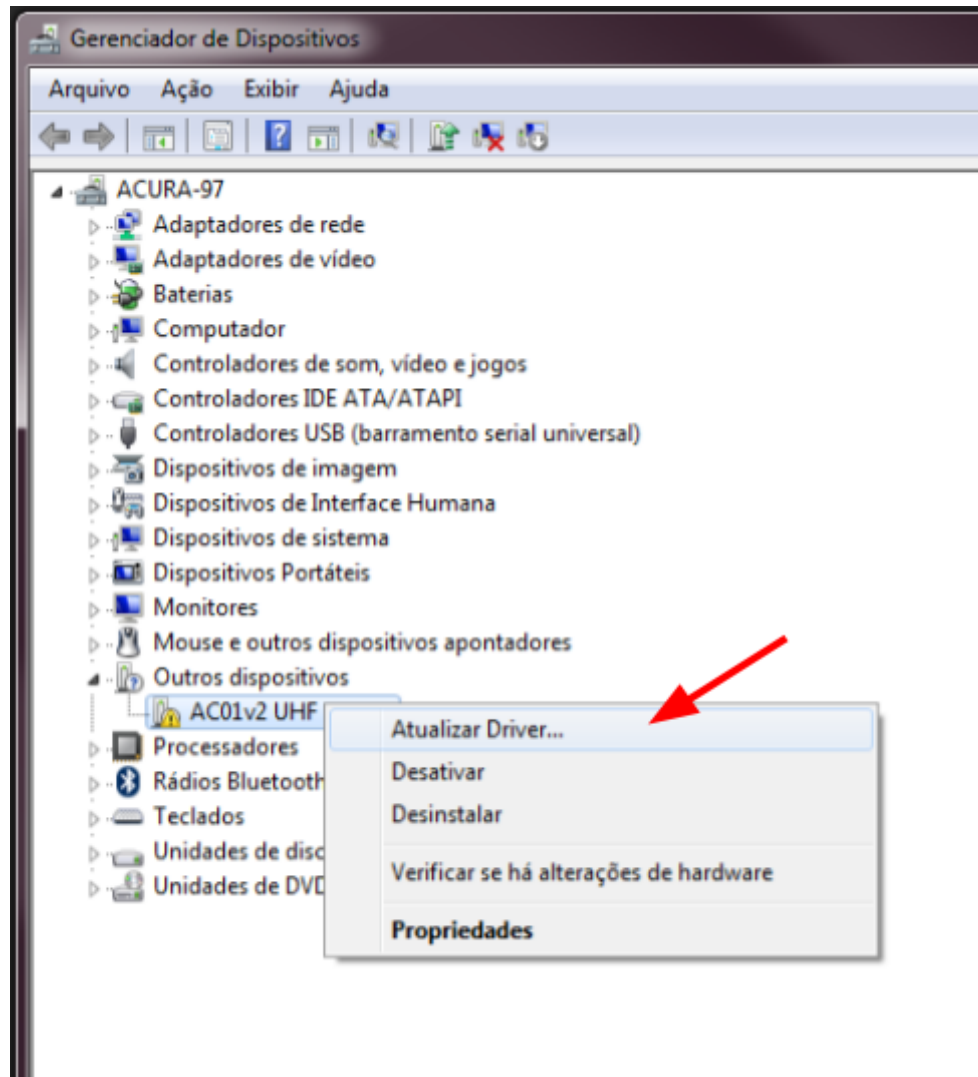 Gerenciador de Dispositivos
Arquivo Ação Exibir Ajuda
ACURA-97
Adaptadores de rede
Adaptadores de vídeo
Baterias
Computador
Controladores de som, vídeo e jogos
Controladores IDE ATA/ATAPI
Controladores USB (barramento serial universal)
Dispositivos de imagem
Dispositivos de Interface Humana
Dispositivos de sistema
Dispositivos Portáteis
Monitores
Mouse e outros dispositivos apontadores
Outros dispositivos
AC01v2 UHF
Processadores
Rádios Bluetooth
Teclados
Unidades de disc
Unidades de DVD
Atualizar Driver...
Desativar
Desinstalar
Verificar se há alterações de hardware
Propriedades